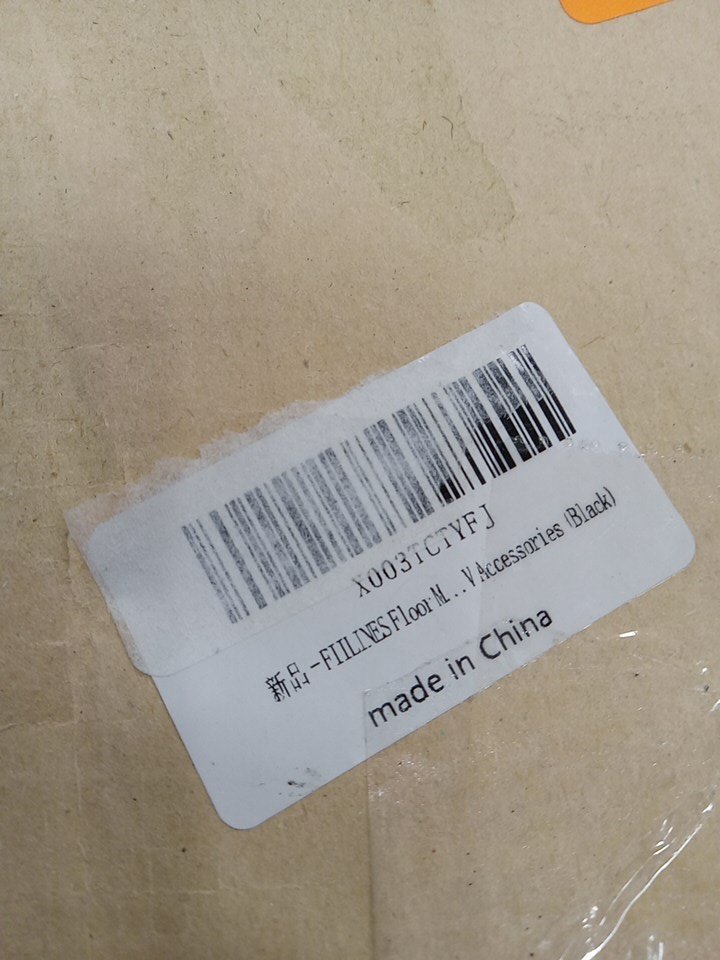 X003TCTYFJ
新品 - FIILINES Floor M... V Accessories (Black)
made in China